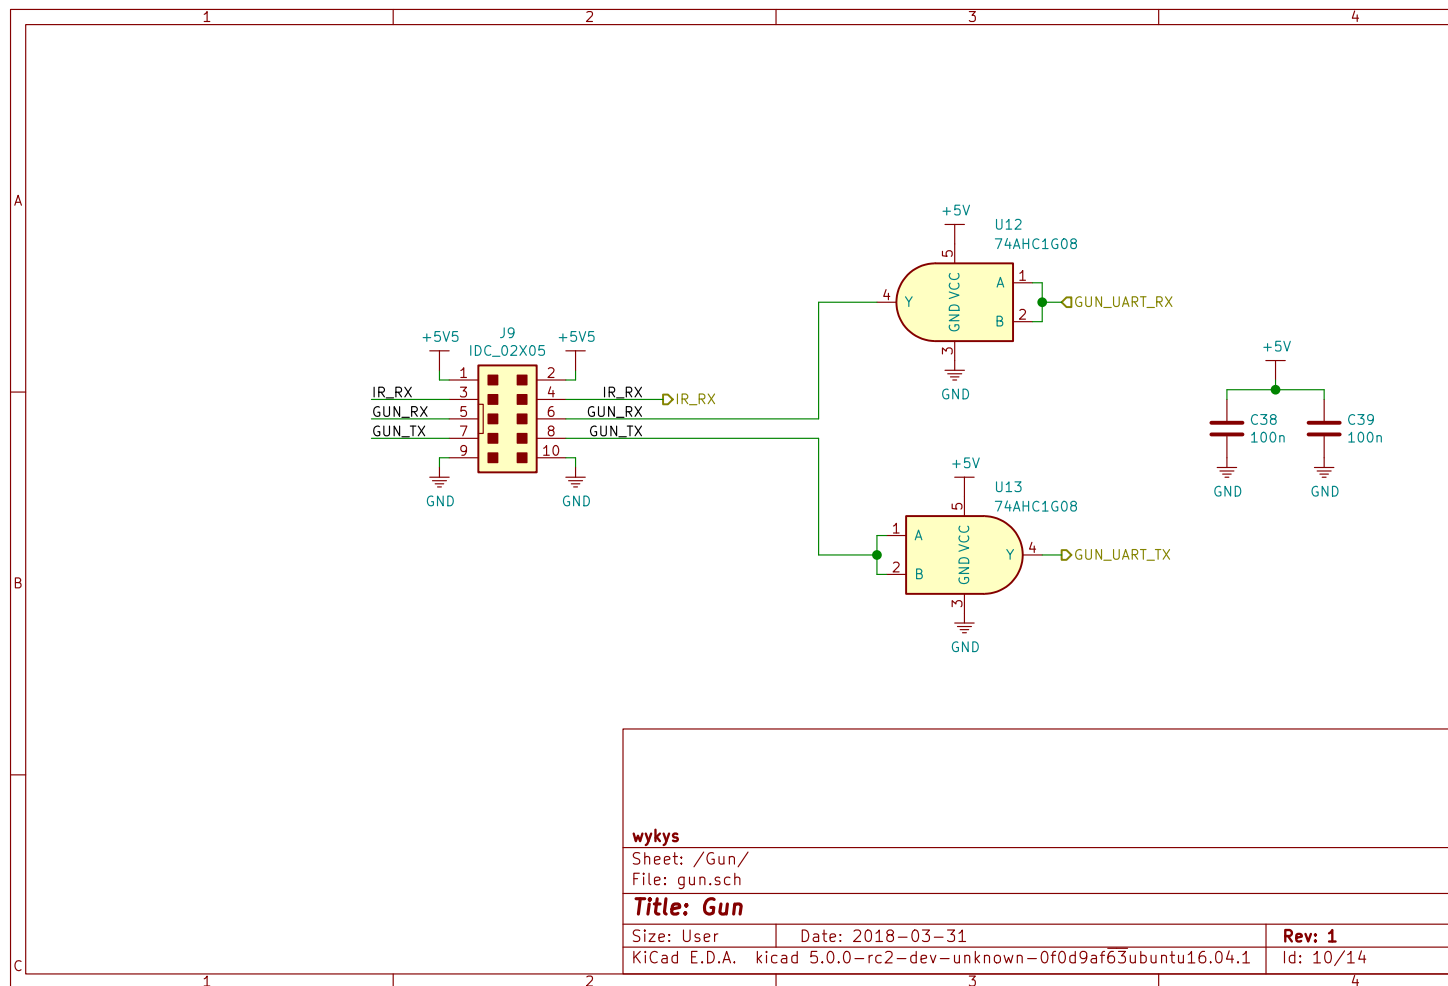 1 2 3 4
A
+5V
U12
74AHC1G08
5
VCC
GND
A 1
B 2
4 Y
3
GND
GUN_UART_RX
+5V5 J9 +5V5
IDC_02X05
1 2
IR_RX 3 4 IR_RX IR_RX
GUN_RX 5 6 GUN_RX
GUN_TX 7 8 GUN_TX
9 10
GND GND
+5V
C38 C39
100n 100n
GND GND
+5V
U13
74AHC1G08
5
VCC
GND
1 A
2 B
Y 4
3
GND
GUN_UART_TX
B
wykys
Sheet: /Gun/
File: gun.sch
Title: Gun
Size: User Date: 2018-03-31 Rev: 1
KiCad E.D.A. kicad 5.0.0-rc2-dev-unknown-0f0d9af63ubuntu16.04.1 Id: 10/14
C
1 2 3 4